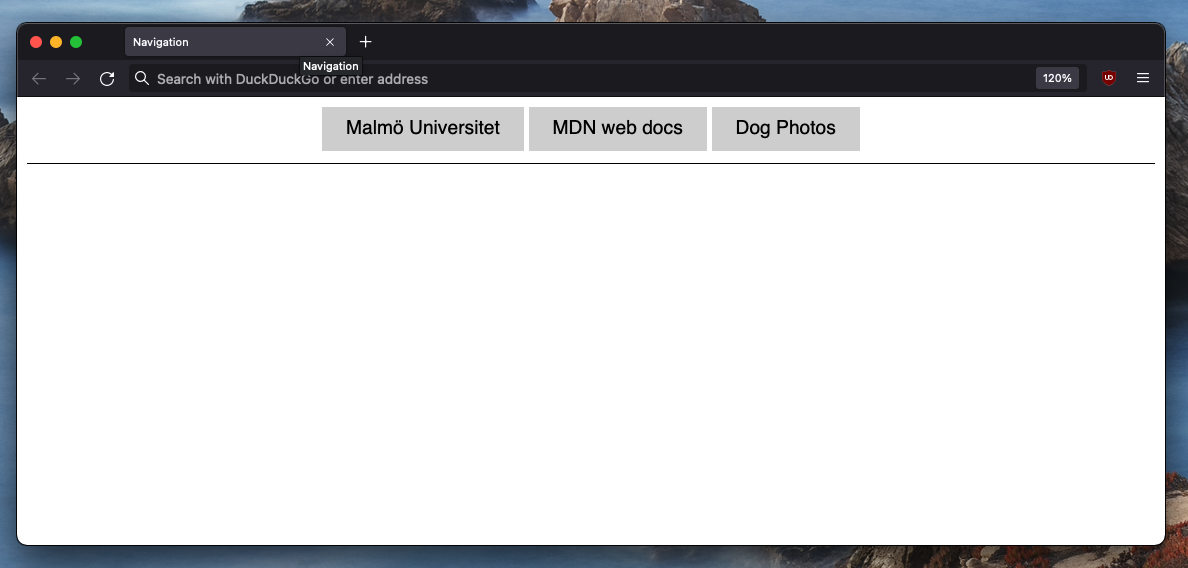 Navigation
Navigation
Search with DuckDuckGo or enter address
120%
Malmö Universitet
MDN web docs
Dog Photos